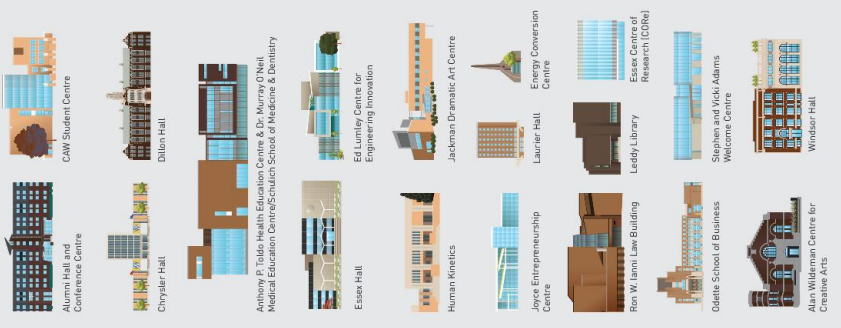 Alumni Hall and
Conference Centre
CAW Student Centre
Chrysler Hall
Dillon Hall
Anthony P. Toldo Health Education Centre & Dr. Murray O'Neil
Medical Education Centre/Schulich School of Medicine & Dentistry
Essex Hall
Ed Lumley Centre for
Engineering Innovation
Human Kinetics
Jackman Dramatic Art Centre
Joyce Entrepreneurship
Centre
Laurier Hall
Energy Conversion
Centre
Ron W. Ianni Law Building
Leddy Library
Essex Centre of
Research (CORe)
Odette School of Business
Stephen and Vicki Adams
Welcome Centre
Alan Wildeman Centre for
Creative Arts
Windsor Hall